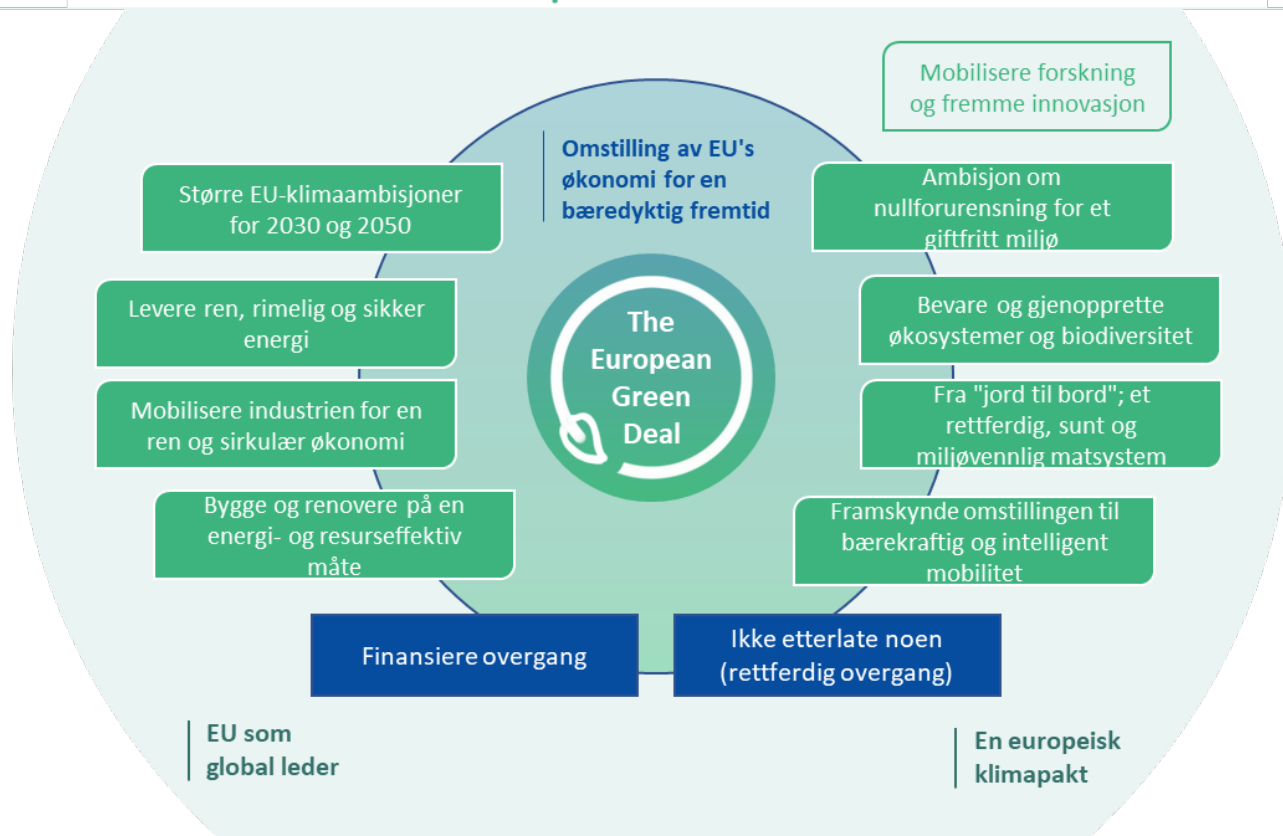 Mobilisere forskning
og fremme innovasjon
Omstilling av EU's
økonomi for en
bæredyktig fremtid
Større EU-klimaambisjoner
for 2030 og 2050
Levere ren, rimelig og sikker
energi
Mobilisere industrien for en
ren og sirkulær økonomi
Bygge og renovere på en
energi- og resurseffektiv
måte
The
European
Green
Deal
Ambisjon om
nullforurensning for et
giftfritt miljø
Bevare og gjenopprette
økosystemer og biodiversitet
Fra "jord til bord"; et
rettferdig, sunt og
miljøvennlig matsystem
Framskynde omstillingen til
bærekraftig og intelligent
mobilitet
Finansiere overgang
Ikke etterlate noen
(rettferdig overgang)
EU som
global leder
En europeisk
klimapakt